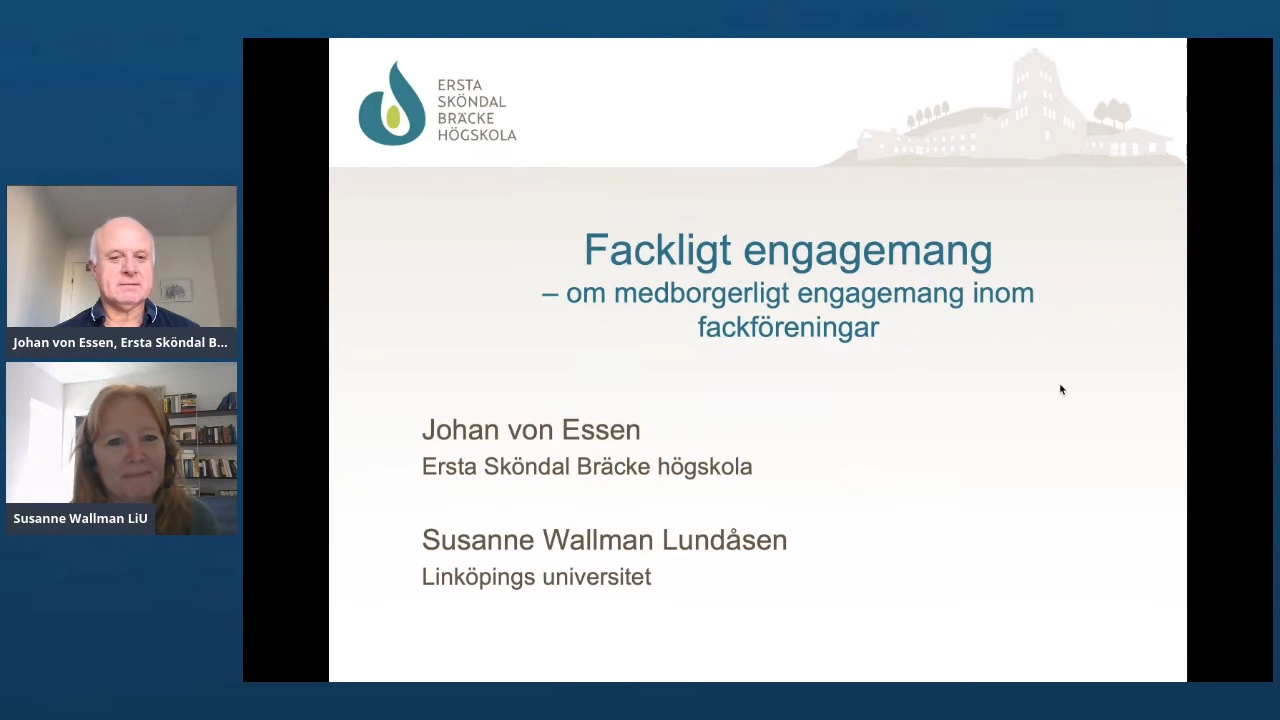 ERSTA
SKÖNDAL
BRÄCKE
HÖGSKOLA
Fackligt engagemang
– om medborgerligt engagemang inom
fackföreningar
Johan von Essen
Ersta Sköndal Bräcke högskola
Susanne Wallman Lundåsen
Linköpings universitet
Johan von Essen, Ersta Sköndal B...
Susanne Wallman LiU